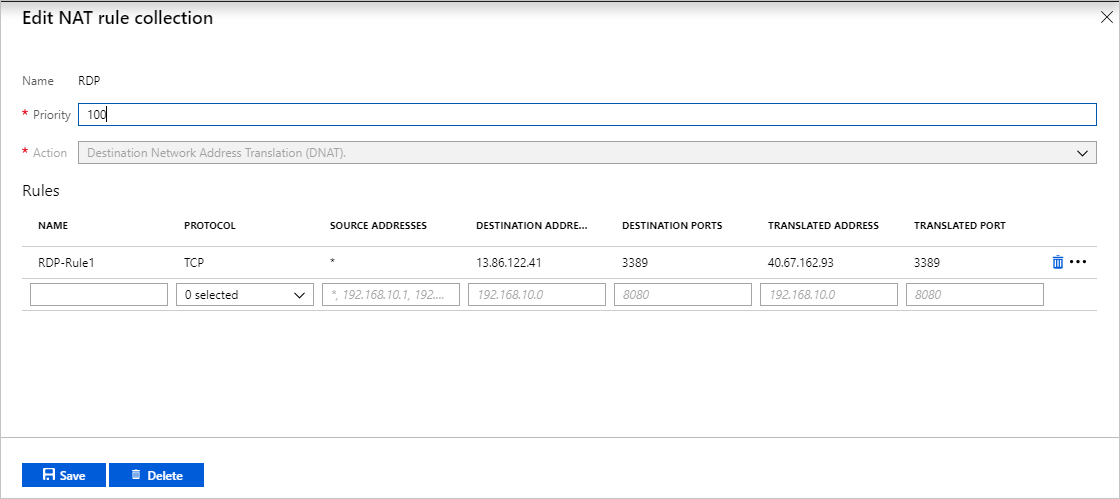 Edit NAT rule collection
Name RDP
* Priority 100
* Action Destination Network Address Translation (DNAT).
Rules
NAME PROTOCOL SOURCE ADDRESSES DESTINATION ADDRE... DESTINATION PORTS TRANSLATED ADDRESS TRANSLATED PORT
RDP-Rule1 TCP * 13.86.122.41 3389 40.67.162.93 3389 •••
0 selected *, 192.168.10.1, 192.... 192.168.10.0 8080 192.168.10.0 8080
Save Delete